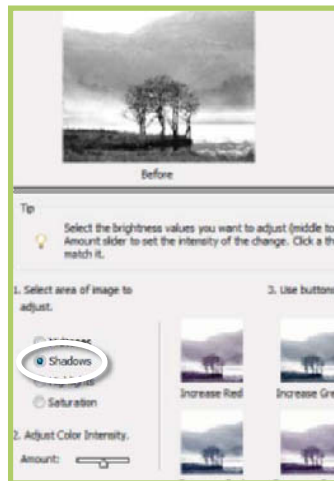 Before
Tip
Select the brightness values you want to adjust (middle to
Amount slider to set the intensity of the change. Click a th
match it.
1. Select area of image to
adjust.
3. Use buttons
Shadows
Saturation
Increase Red
Increase Gre
2. Adjust Color Intensity.
Amount: